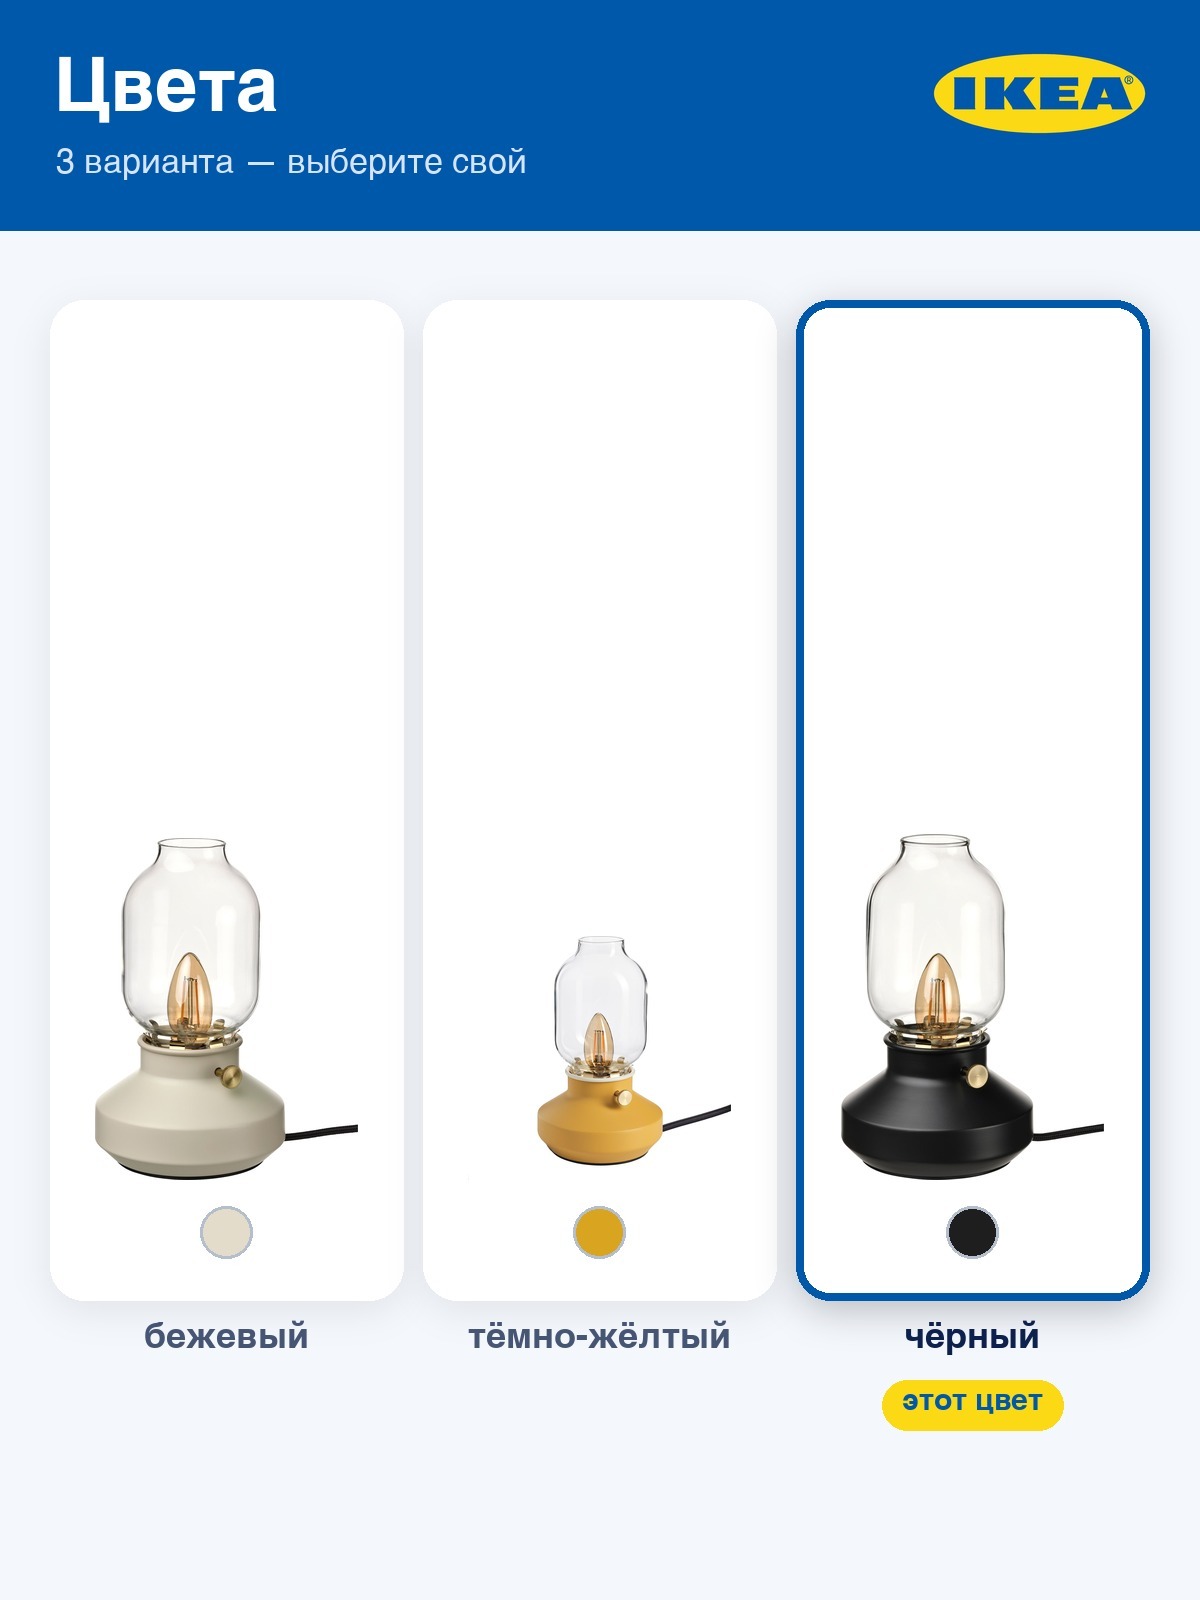 Цвета
IKEA®
3 варианта — выберите свой
бежевый
тёмно-жёлтый
чёрный
этот цвет